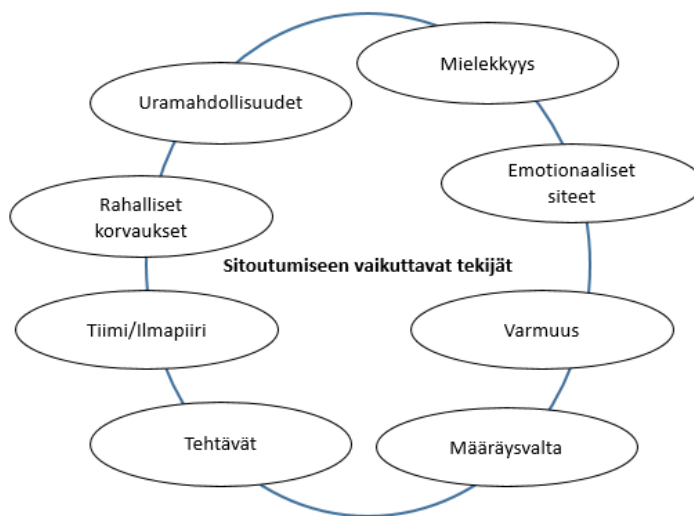 Mielekkyys
Uramahdollisuudet
Emotionaaliset
siteet
Rahalliset
korvaukset
Sitoutumiseen vaikuttavat tekijät
Tiimi/Ilmapiiri
Varmuus
Tehtävät
Määräysvalta